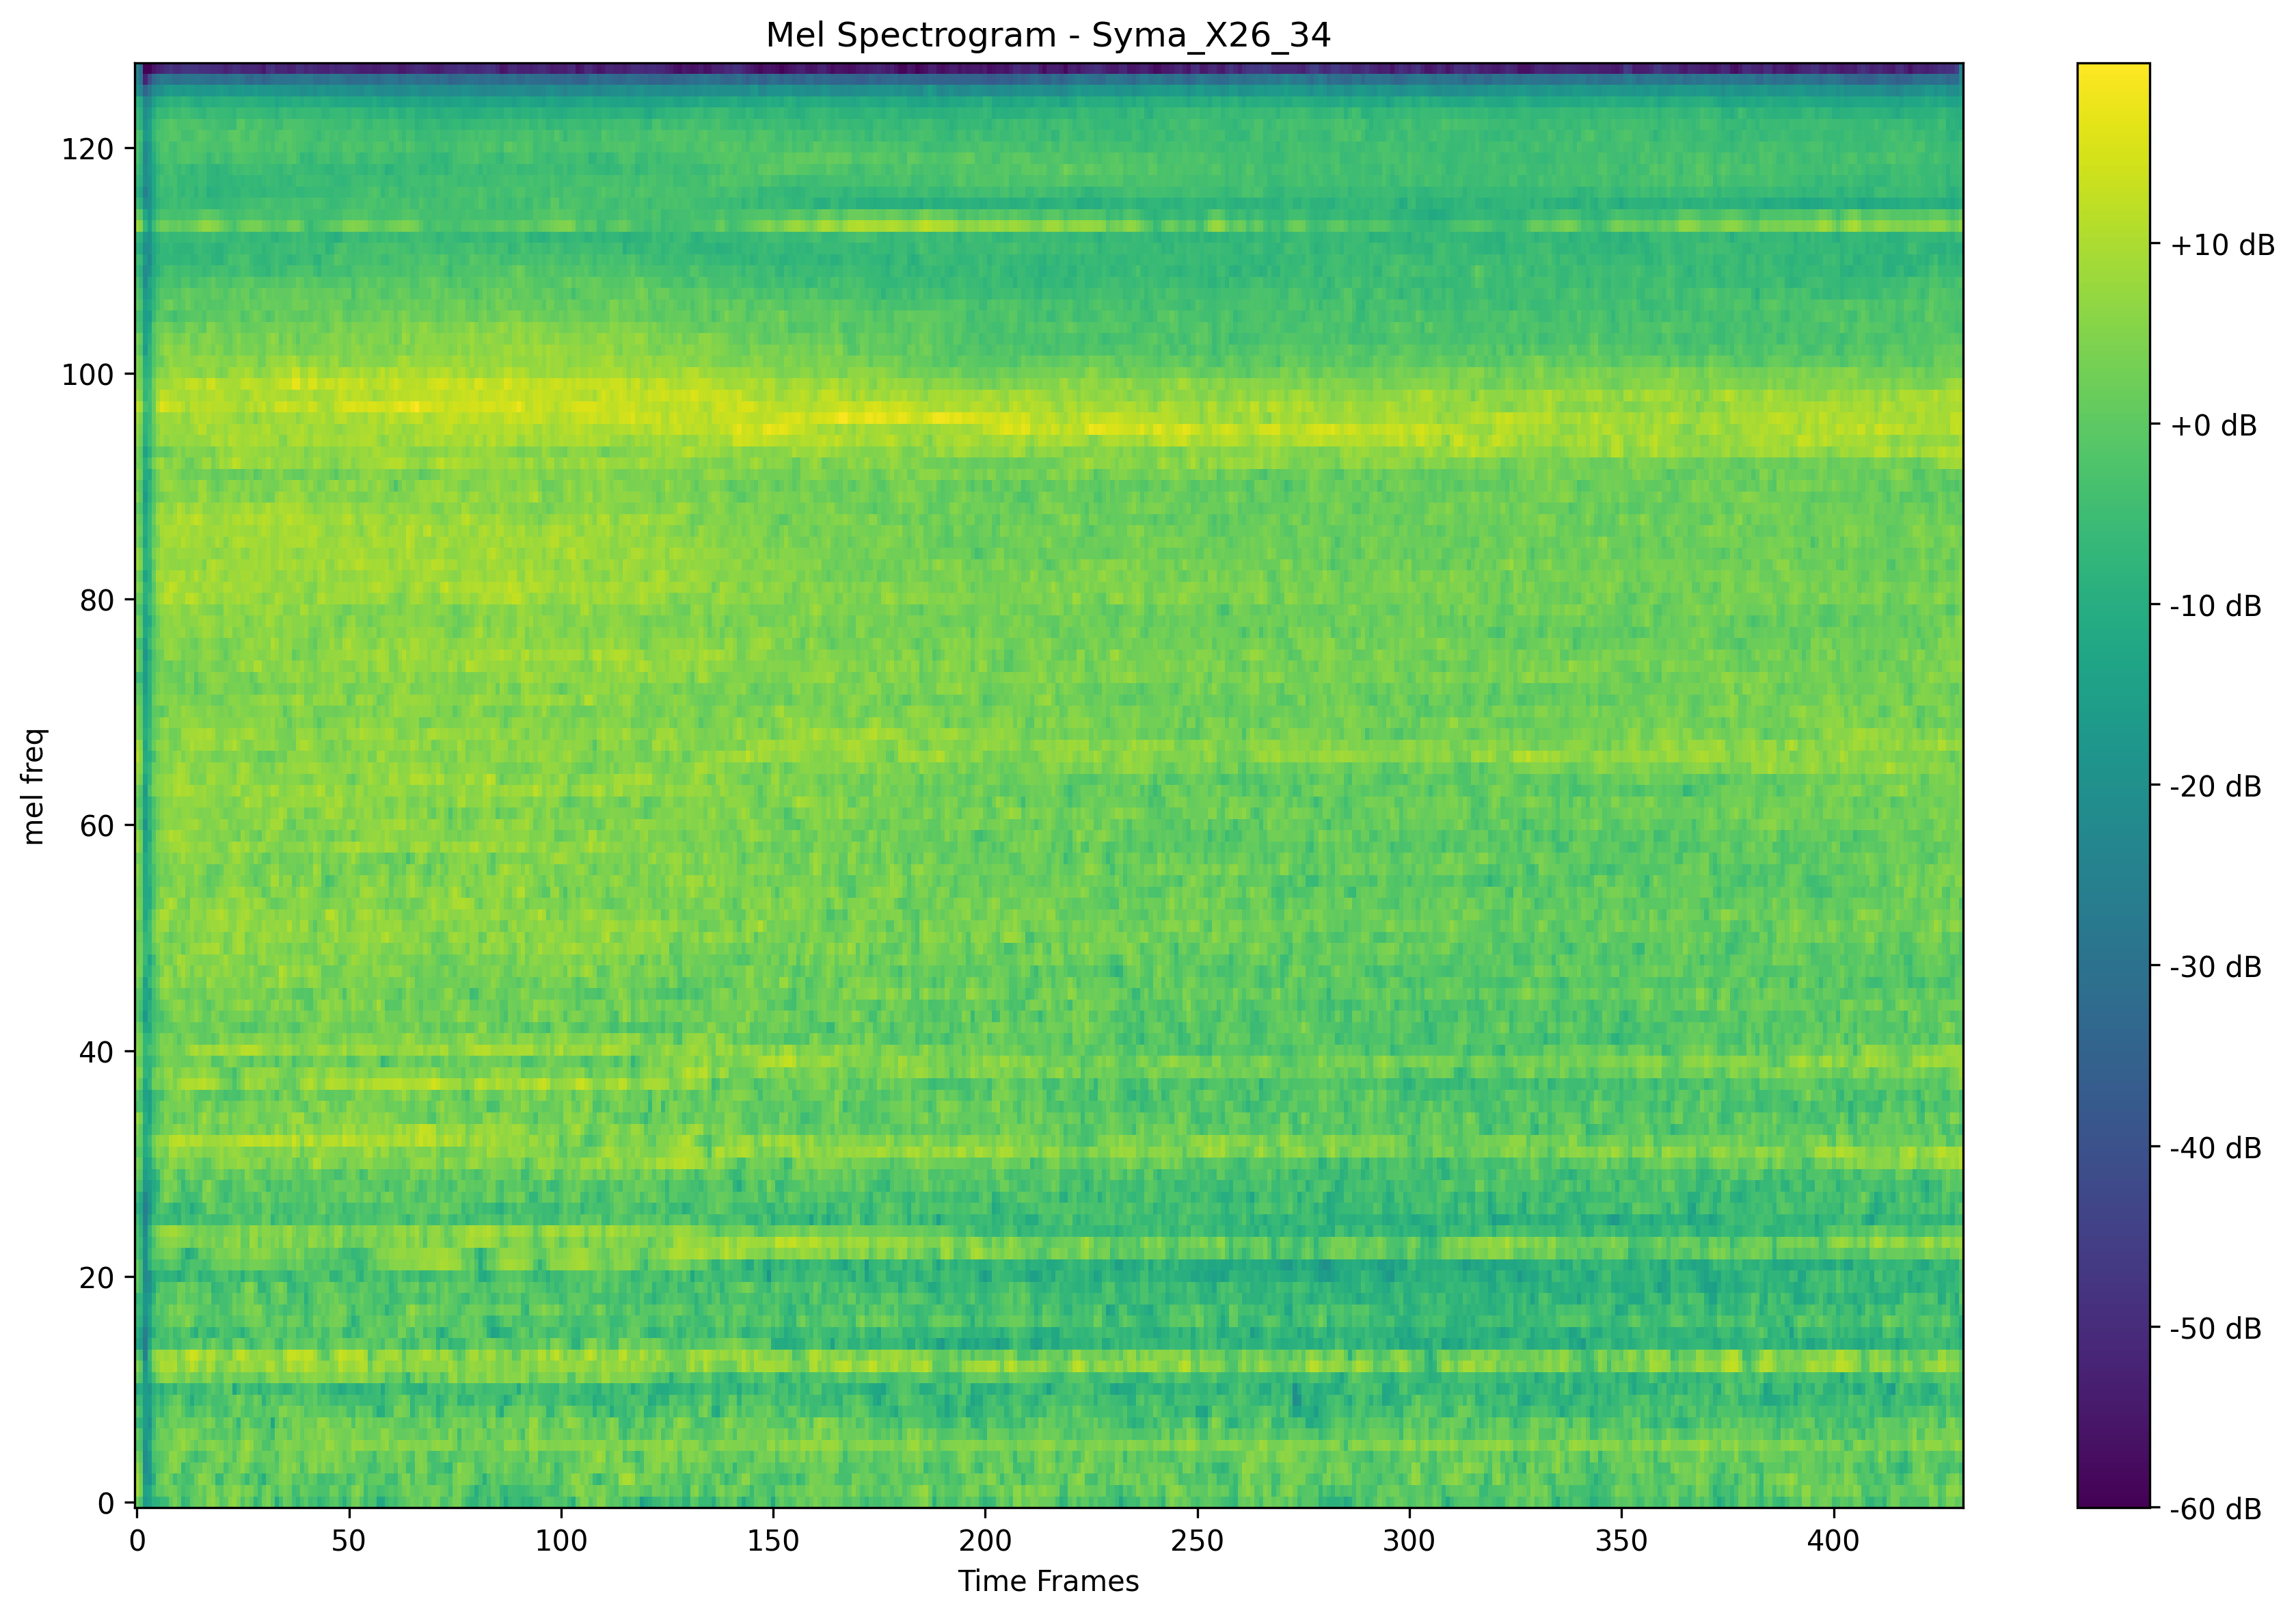 Mel Spectrogram - Syma_X26_34
mel freq
120
100
80
60
40
20
0
0 50 100 150 200 250 300 350 400
Time Frames
+10 dB
+0 dB
-10 dB
-20 dB
-30 dB
-40 dB
-50 dB
-60 dB